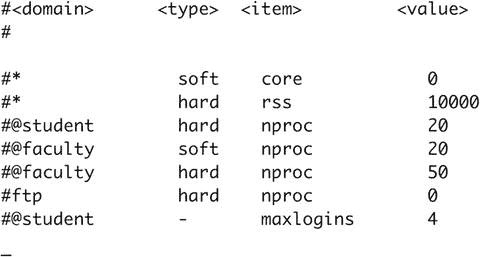 #<domain> <type> <item> <value>
#
#* soft core 0
#* hard rss 10000
#@student hard nproc 20
#@faculty soft nproc 20
#@faculty hard nproc 50
#ftp hard nproc 0
#@student - maxlogins 4
_